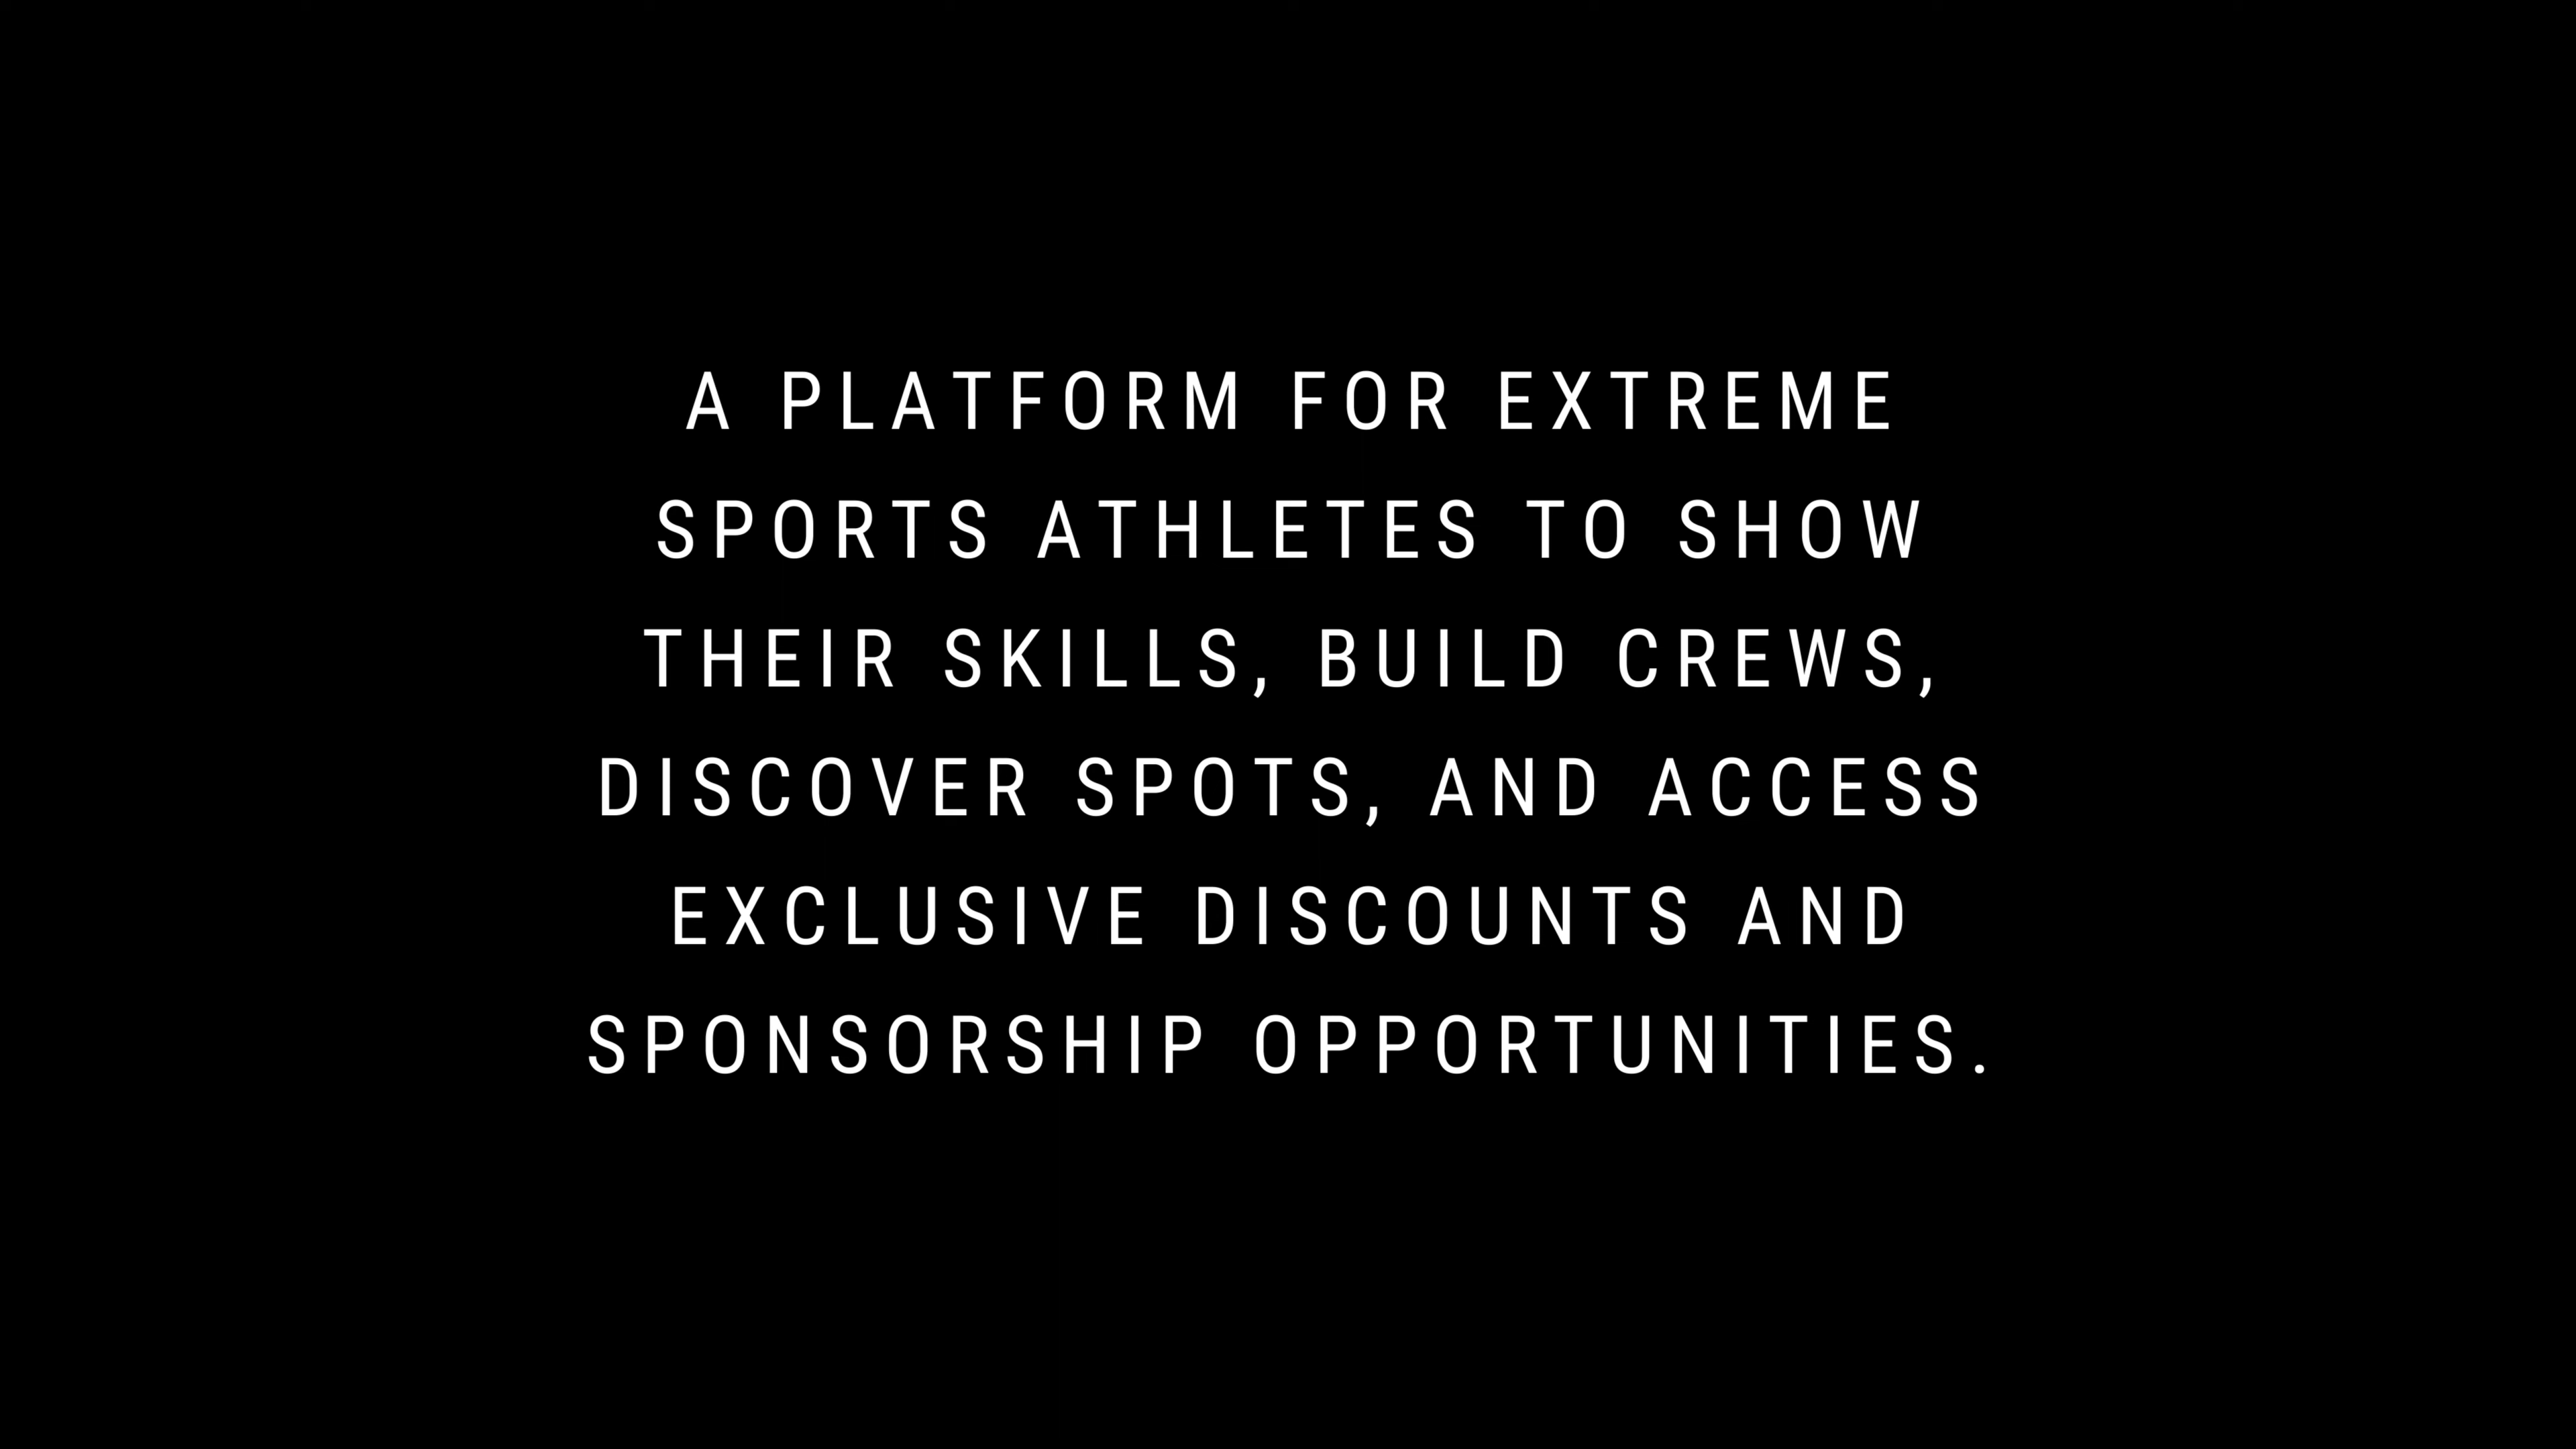 A PLATFORM FOR EXTREME
SPORTS ATHLETES TO SHOW
THEIR SKILLS, BUILD CREWS,
DISCOVER SPOTS, AND ACCESS
EXCLUSIVE DISCOUNTS AND
SPONSORSHIP OPPORTUNITIES.